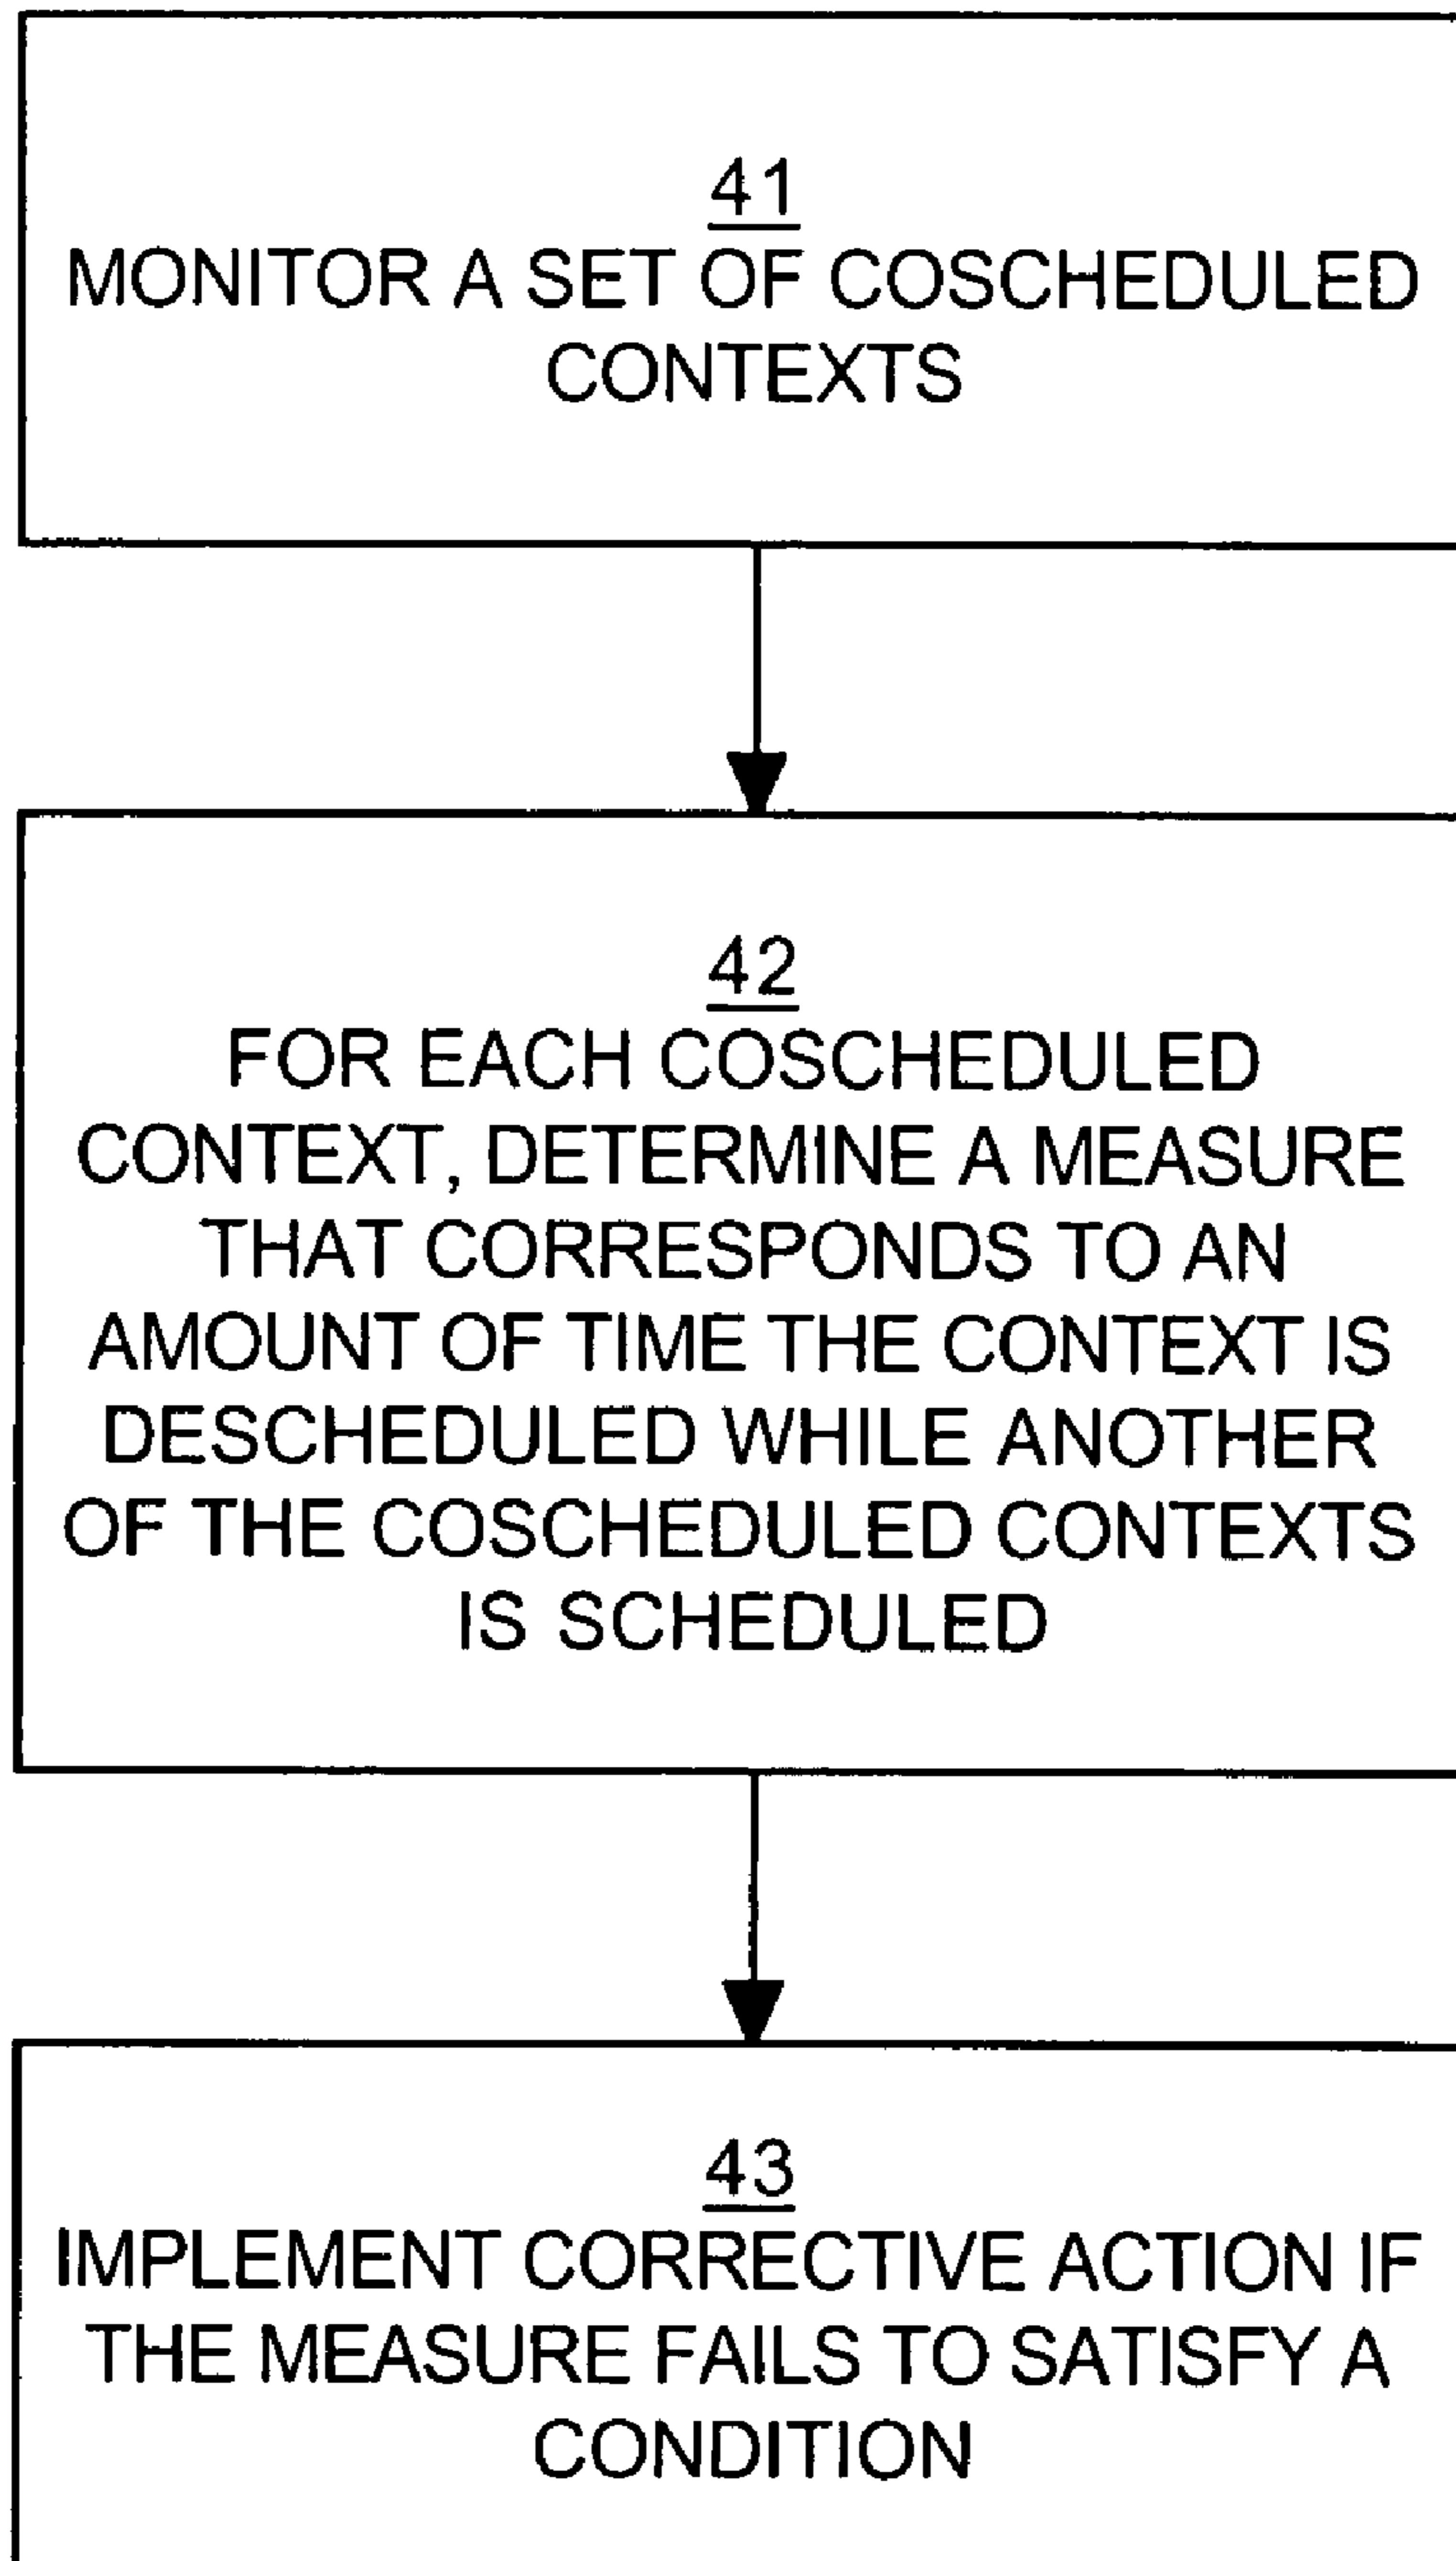 41
MONITOR A SET OF COSCHEDULED
CONTEXTS
42
FOR EACH COSCHEDULED
CONTEXT, DETERMINE A MEASURE
THAT CORRESPONDS TO AN
AMOUNT OF TIME THE CONTEXT IS
DESCHEDULED WHILE ANOTHER
OF THE COSCHEDULED CONTEXTS
IS SCHEDULED
43
IMPLEMENT CORRECTIVE ACTION IF
THE MEASURE FAILS TO SATISFY A
CONDITION